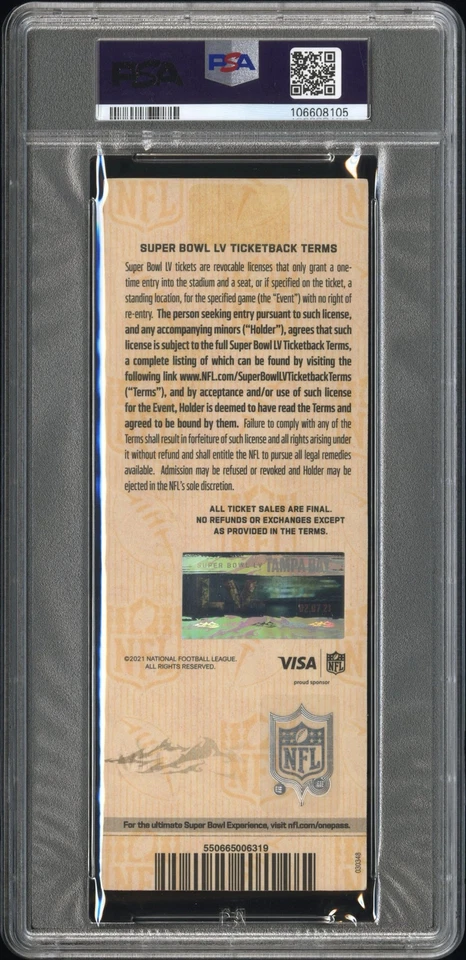 PSA
PSA
106608105
NFL
SUPER BOWL LV TICKETBACK TERMS
Super Bowl LV tickets are revocable licenses that only grant a one-
time entry into the stadium and a seat, or if specified on the ticket, a
standing location, for the specified game (the "Event") with no right of
re-entry. The person seeking entry pursuant to such license,
and any accompanying minors ("Holder"), agrees that such
license is subject to the full Super Bowl LV Ticketback Terms,
a complete listing of which can be found by visiting the
following link www.NFL.com/SuperBowlLVTicketbackTerms
("Terms"), and by acceptance and/or use of such license
for the Event, Holder is deemed to have read the Terms and
agreed to be bound by them. Failure to comply with any of the
Terms shall result in forfeiture of such license and all rights arising under
it without refund and shall entitle the NFL to pursue all legal remedies
available. Admission may be refused or revoked and Holder may be
ejected in the NFL's sole discretion.
ALL TICKET SALES ARE FINAL.
NO REFUNDS OR EXCHANGES EXCEPT
AS PROVIDED IN THE TERMS.
SUPER BOWL LV TAMPA BAY
LV
©2021 NATIONAL FOOTBALL LEAGUE.
ALL RIGHTS RESERVED.
VISA NFL
proud sponsor
NFL
For the ultimate Super Bowl Experience, visit nfl.com/onepass.
550665006319
030348